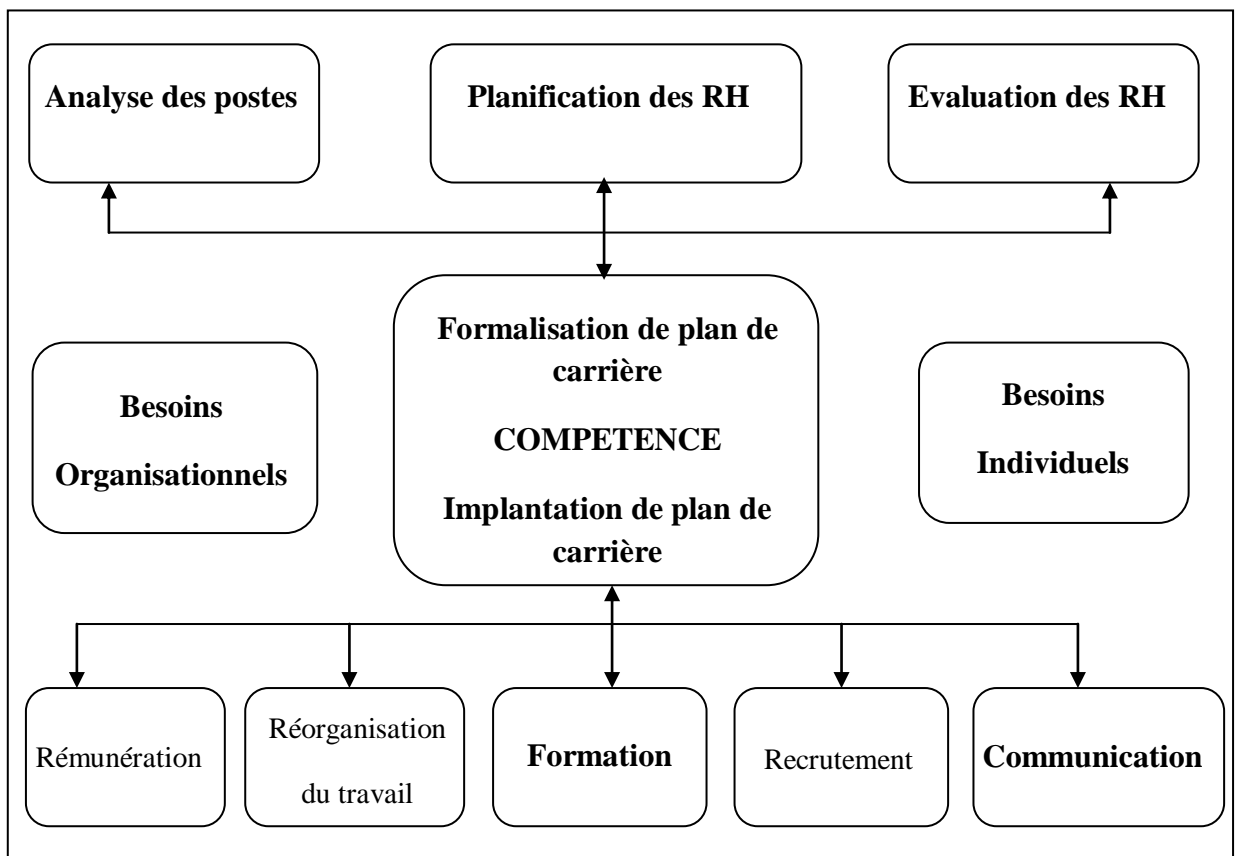 Analyse des postes
Planification des RH
Evaluation des RH
Besoins
Organisationnels
Formalisation de plan de
carrière
COMPETENCE
Implantation de plan de
carrière
Besoins
Individuels
Rémunération
Réorganisation
du travail
Formation
Recrutement
Communication